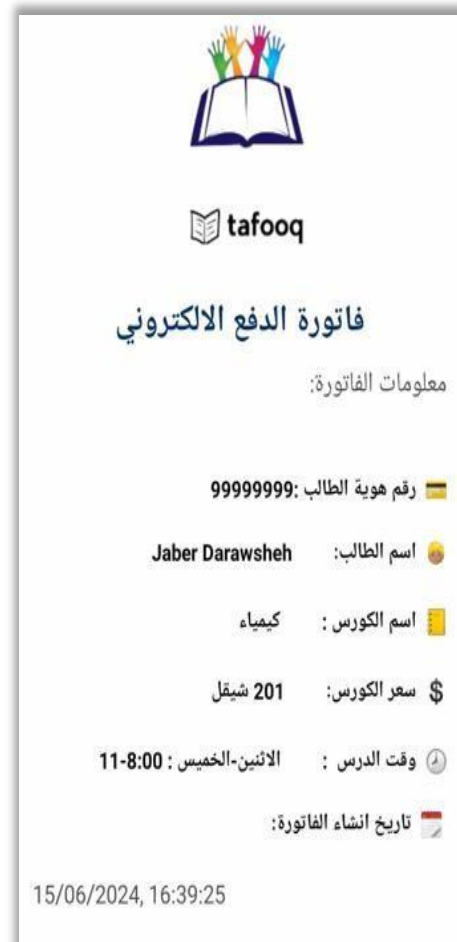 tafooq
فاتورة الدفع الالكتروني
معلومات الفاتورة:
رقم هوية الطالب :99999999
اسم الطالب: Jaber Darawsheh
اسم الكورس : كيمياء
سعر الكورس: 201 شيقل
وقت الدرس : الاثنين-الخميس : 8:00-11
تاريخ انشاء الفاتورة:
15/06/2024, 16:39:25